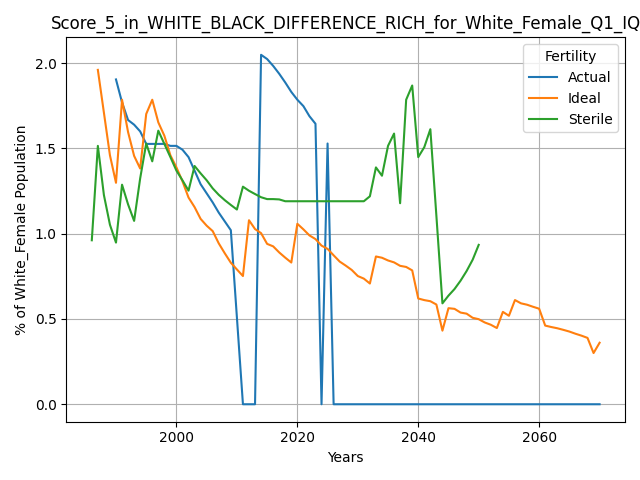 Score_5_in_WHITE_BLACK_DIFFERENCE_RICH_for_White_Female_Q1_IQ
Fertility
Actual
Ideal
Sterile
% of White_Female Population
2.0
1.5
1.0
0.5
0.0
2000 2020 2040 2060
Years